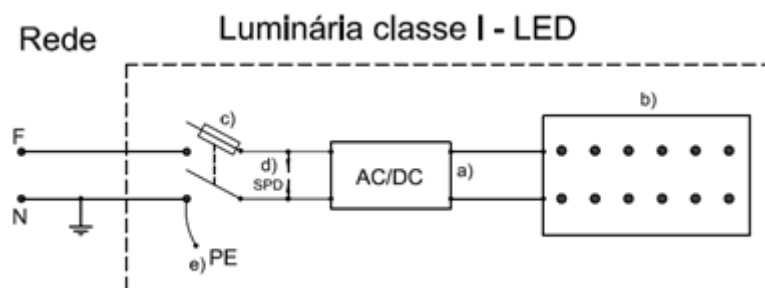 Rede
Luminária classe I - LED
F
c)
d)
SPD
AC/DC
a)
b)
N
e) PE